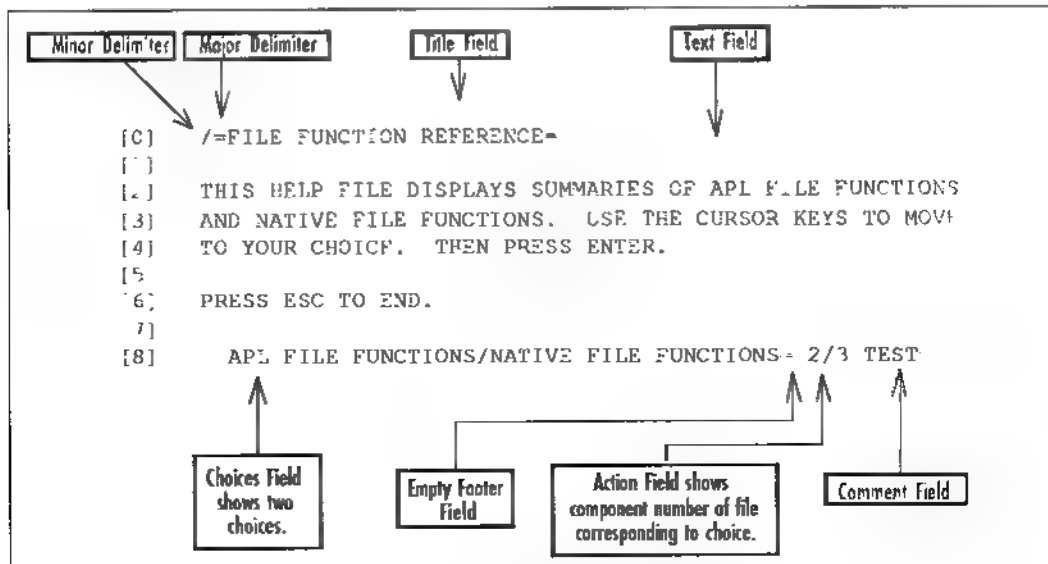 Minor Delimiter Major Delimiter Title Field Text Field
[0] /=FILE FUNCTION REFERENCE=
[1]
[2] THIS HELP FILE DISPLAYS SUMMARIES OF APL FILE FUNCTIONS
[3] AND NATIVE FILE FUNCTIONS. USE THE CURSOR KEYS TO MOVE
[4] TO YOUR CHOICE. THEN PRESS ENTER.
[5
[6] PRESS ESC TO END.
7]
[8] APL FILE FUNCTIONS/NATIVE FILE FUNCTIONS= 2/3 TEST
Choices Field
shows two
choices.
Empty Footer
Field
Action Field shows
component number of file
corresponding to choice.
Comment Field